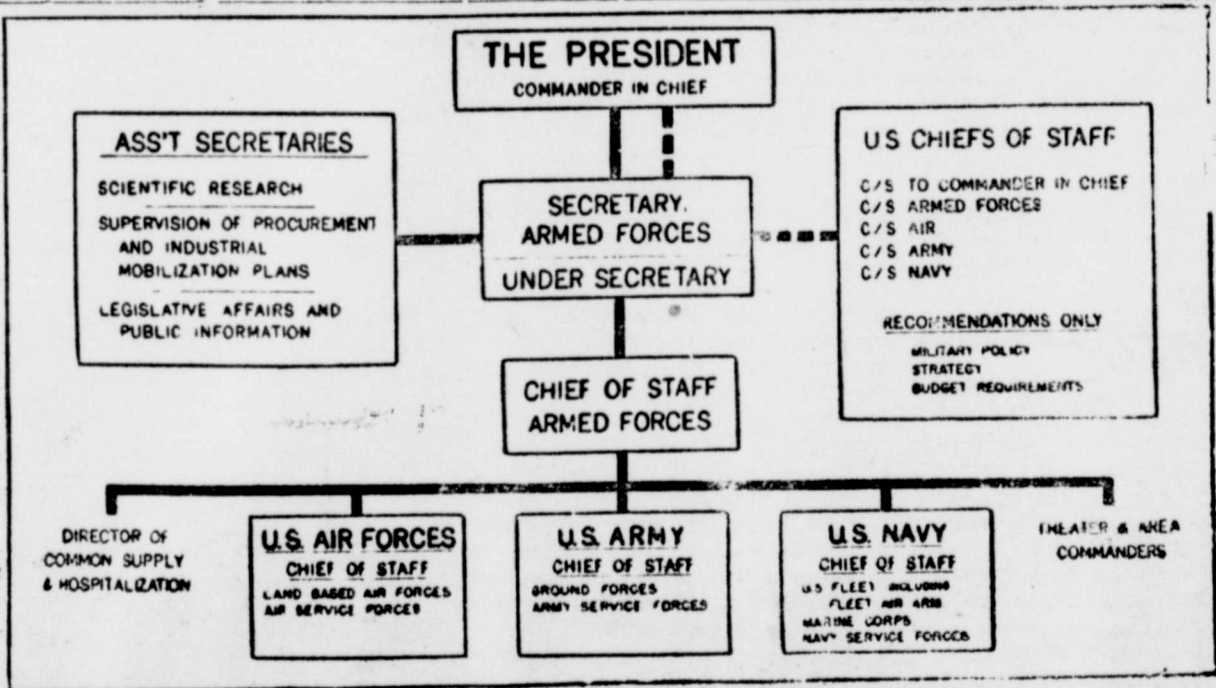 THE PRESIDENT
COMMANDER IN CHIEF
ASS'T SECRETARIES
SCIENTIFIC RESEARCH
SUPERVISION OF PROCUREMENT
AND INDUSTRIAL
MOBILIZATION PLANS
LEGISLATIVE AFFAIRS AND
PUBLIC INFORMATION
SECRETARY.
ARMED FORCES
UNDER SECRETARY
U.S CHIEFS OF STAFF
C/S TO COMMANDER IN CHIEF
C/S ARMED FORCES
C/S AIR
C/S ARMY
C/S NAVY
RECOMMENDATIONS ONLY
MILITARY POLICY
STRATEGY
BUDGET REQUIREMENTS
CHIEF OF STAFF
ARMED FORCES
DIRECTOR OF
COMMON SUPPLY
& HOSPITALIZATION
U.S. AIR FORCES
CHIEF OF STAFF
LAND BASED AIR FORCES
AIR SERVICE FORCES
U.S. ARMY
CHIEF OF STAFF
GROUND FORCES
ARMY SERVICE FORCES
U.S. NAVY
CHIEF OF STAFF
U.S FLEET INCLUDING
FLEET AIR ARM
MARINE CORPS
NAVY SERVICE FORCES
THEATER & AREA
COMMANDERS